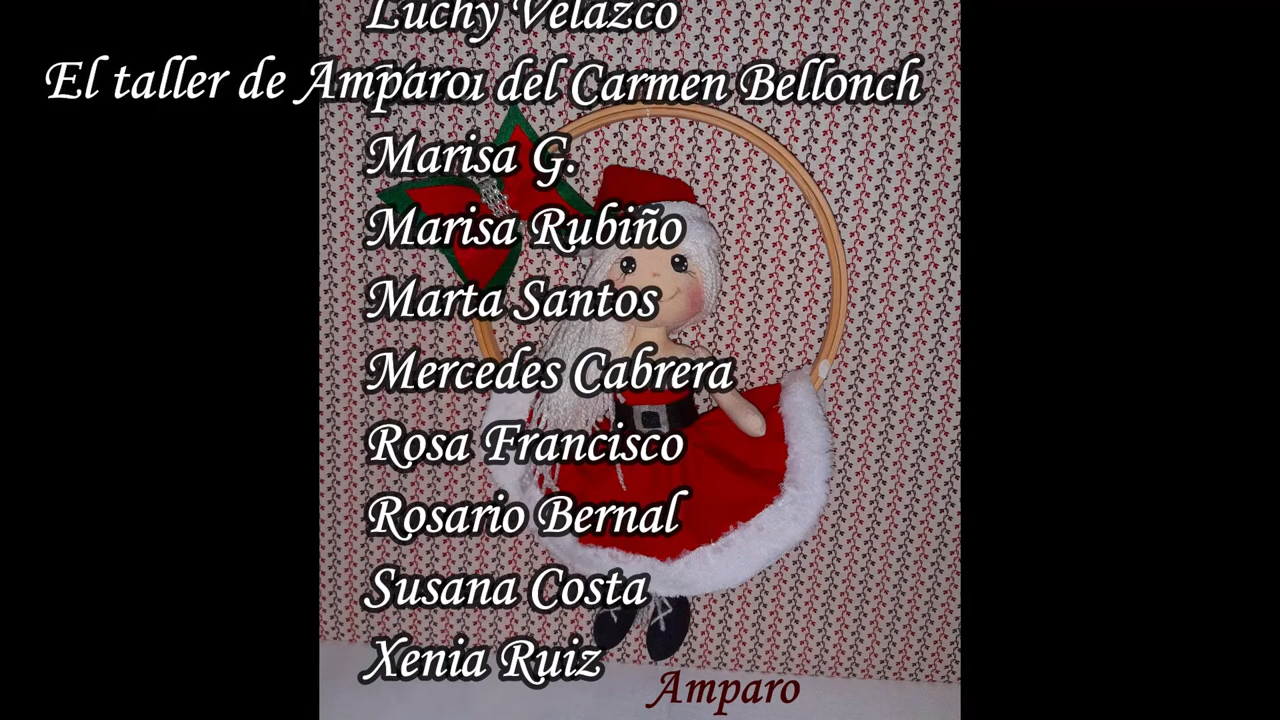 Luchy Velazco
El taller de Amparo
del Carmen Bellonch
Marisa G.
Marisa Rubiño
Marta Santos
Mercedes Cabrera
Rosa Francisco
Rosario Bernal
Susana Costa
Xenia Ruiz
Amparo